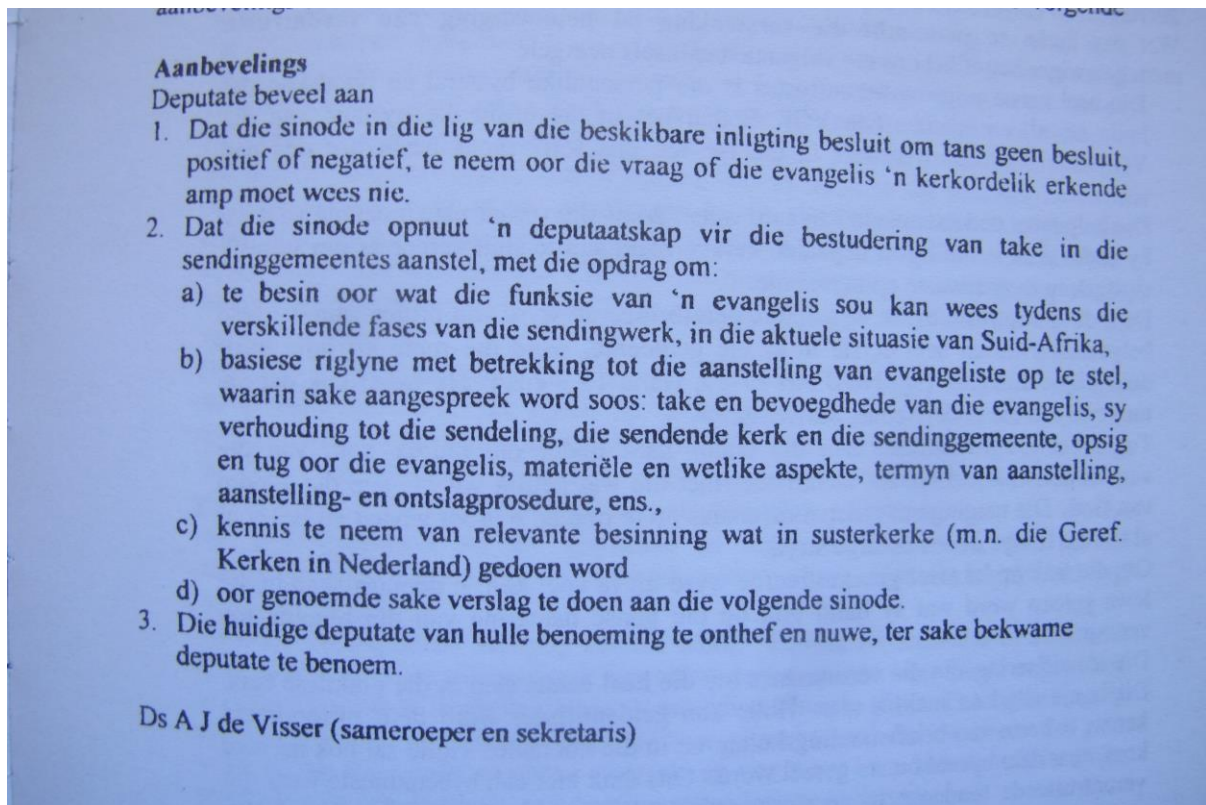 Aanbevelings
Deputate beveel aan
1. Dat die sinode in die lig van die beskikbare inligting besluit om tans geen besluit,
positief of negatief, te neem oor die vraag of die evangelis ‘n kerkordelik erkende
amp moet wees nie.
2. Dat die sinode opnuut ‘n deputaatskap vir die bestudering van take in die
sendinggemeentes aanstel, met die opdrag om:
a) te besin oor wat die funksie van ‘n evangelis sou kan wees tydens die
verskillende fases van die sendingwerk, in die aktuele situasie van Suid-Afrika,
b) basiese riglyne met betrekking tot die aanstelling van evangeliste op te stel,
waarin sake aangespreek word soos: take en bevoegdhede van die evangelis, sy
verhouding tot die sendeling, die sendende kerk en die sendinggemeente, opsig
en tug oor die evangelis, materiële en wetlike aspekte, termyn van aanstelling,
aanstelling- en ontslagprosedure, ens.,
c) kennis te neem van relevante besinning wat in susterkerke (m.n. die Geref.
Kerken in Nederland) gedoen word
d) oor genoemde sake verslag te doen aan die volgende sinode.
3. Die huidige deputate van hulle benoeming te onthef en nuwe, ter sake bekwame
deputate te benoem.
Ds A J de Visser (sameroeper en sekretaris)